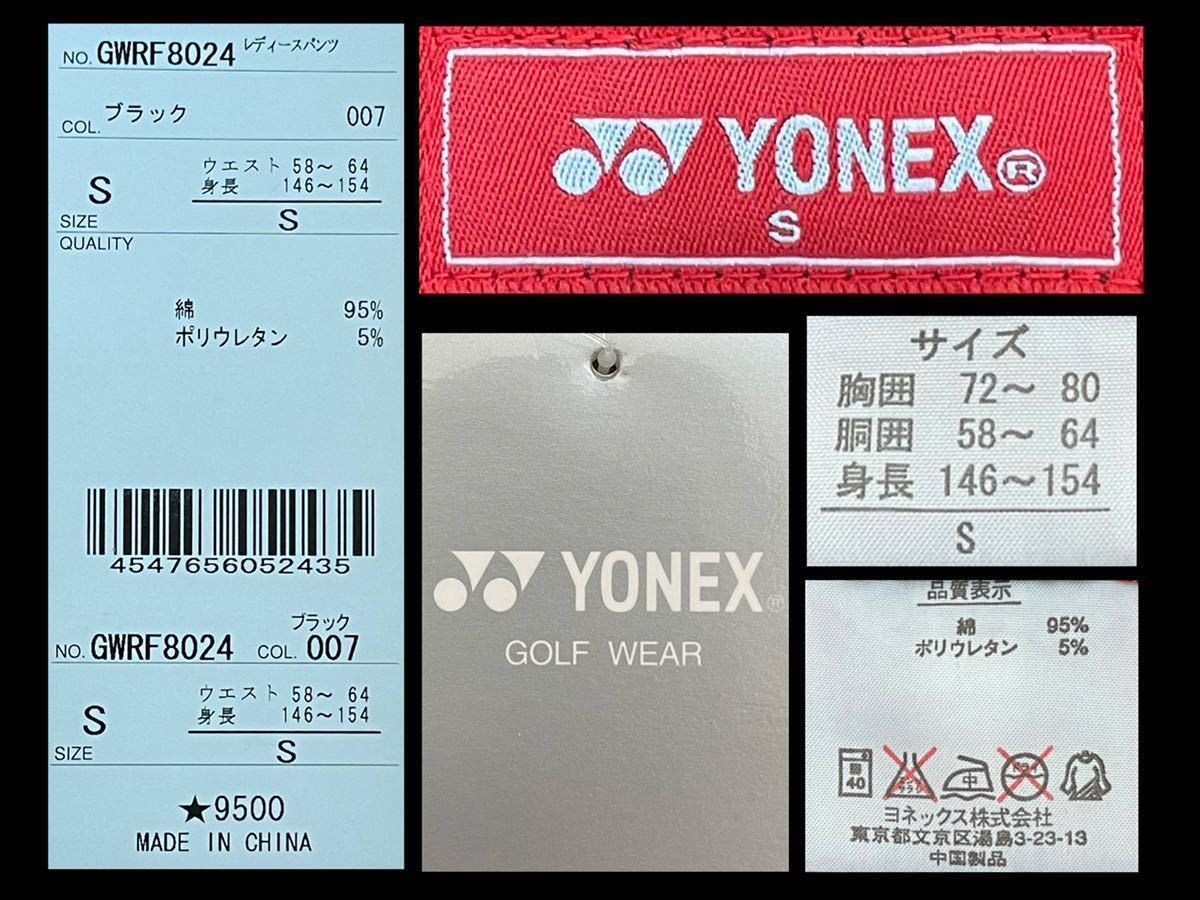 NO. GWRF8024 レディースパンツ
COL. ブラック 007
ウエスト 58～ 64
身長 146～154
S
SIZE
S
QUALITY
綿 95%
ポリウレタン 5%
4547656052435
ブラック
NO. GWRF8024 COL. 007
ウエスト 58～ 64
身長 146～154
S
SIZE
S
★9500
MADE IN CHINA
YONEX®
S
YONEX®
GOLF WEAR
サイズ
胸囲 72～ 80
胴囲 58～ 64
身長 146～154
S
品質表示
綿 95%
ポリウレタン 5%
40
中
ヨネックス株式会社
東京都文京区湯島3-23-13
中国製品